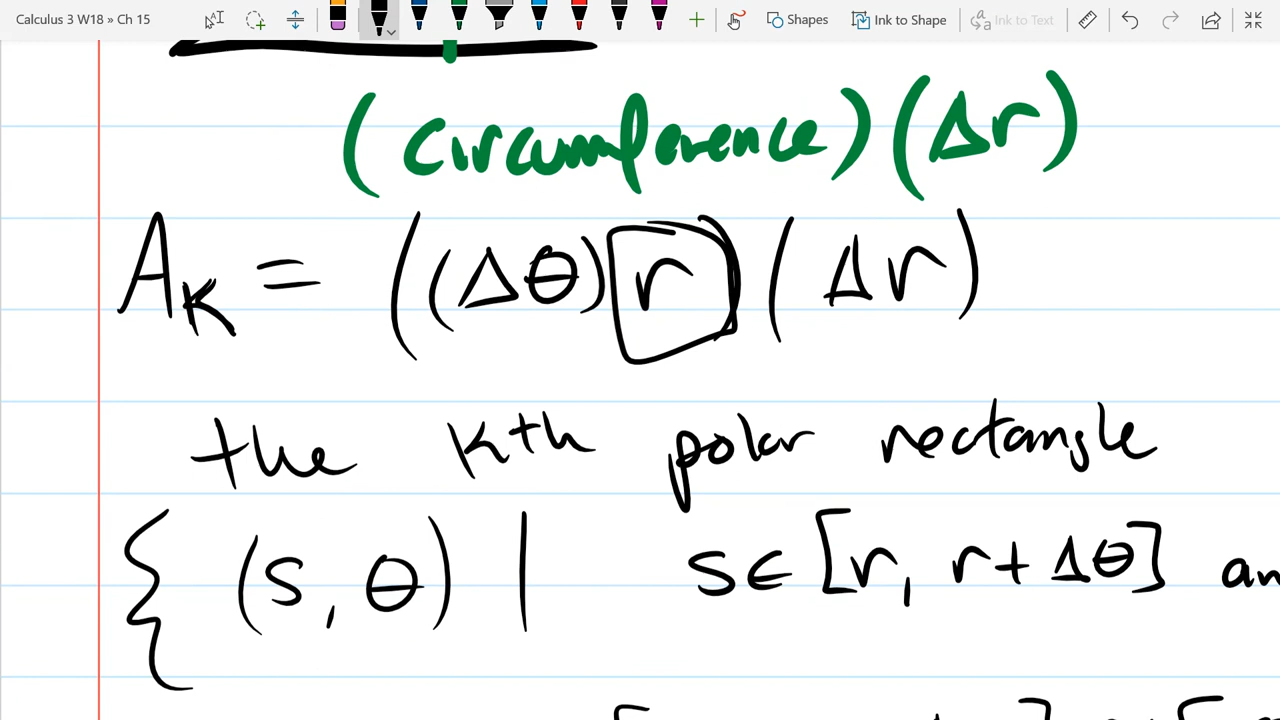 Calculus 3 W18 » Ch 15
Shapes
Ink to Shape
Ink to Text
(circumference)(Δr)
A_K = ((Δθ) r)(Δr)
the Kth polar rectangle
{ (s, θ) | s ∈ [r, r + Δθ] an